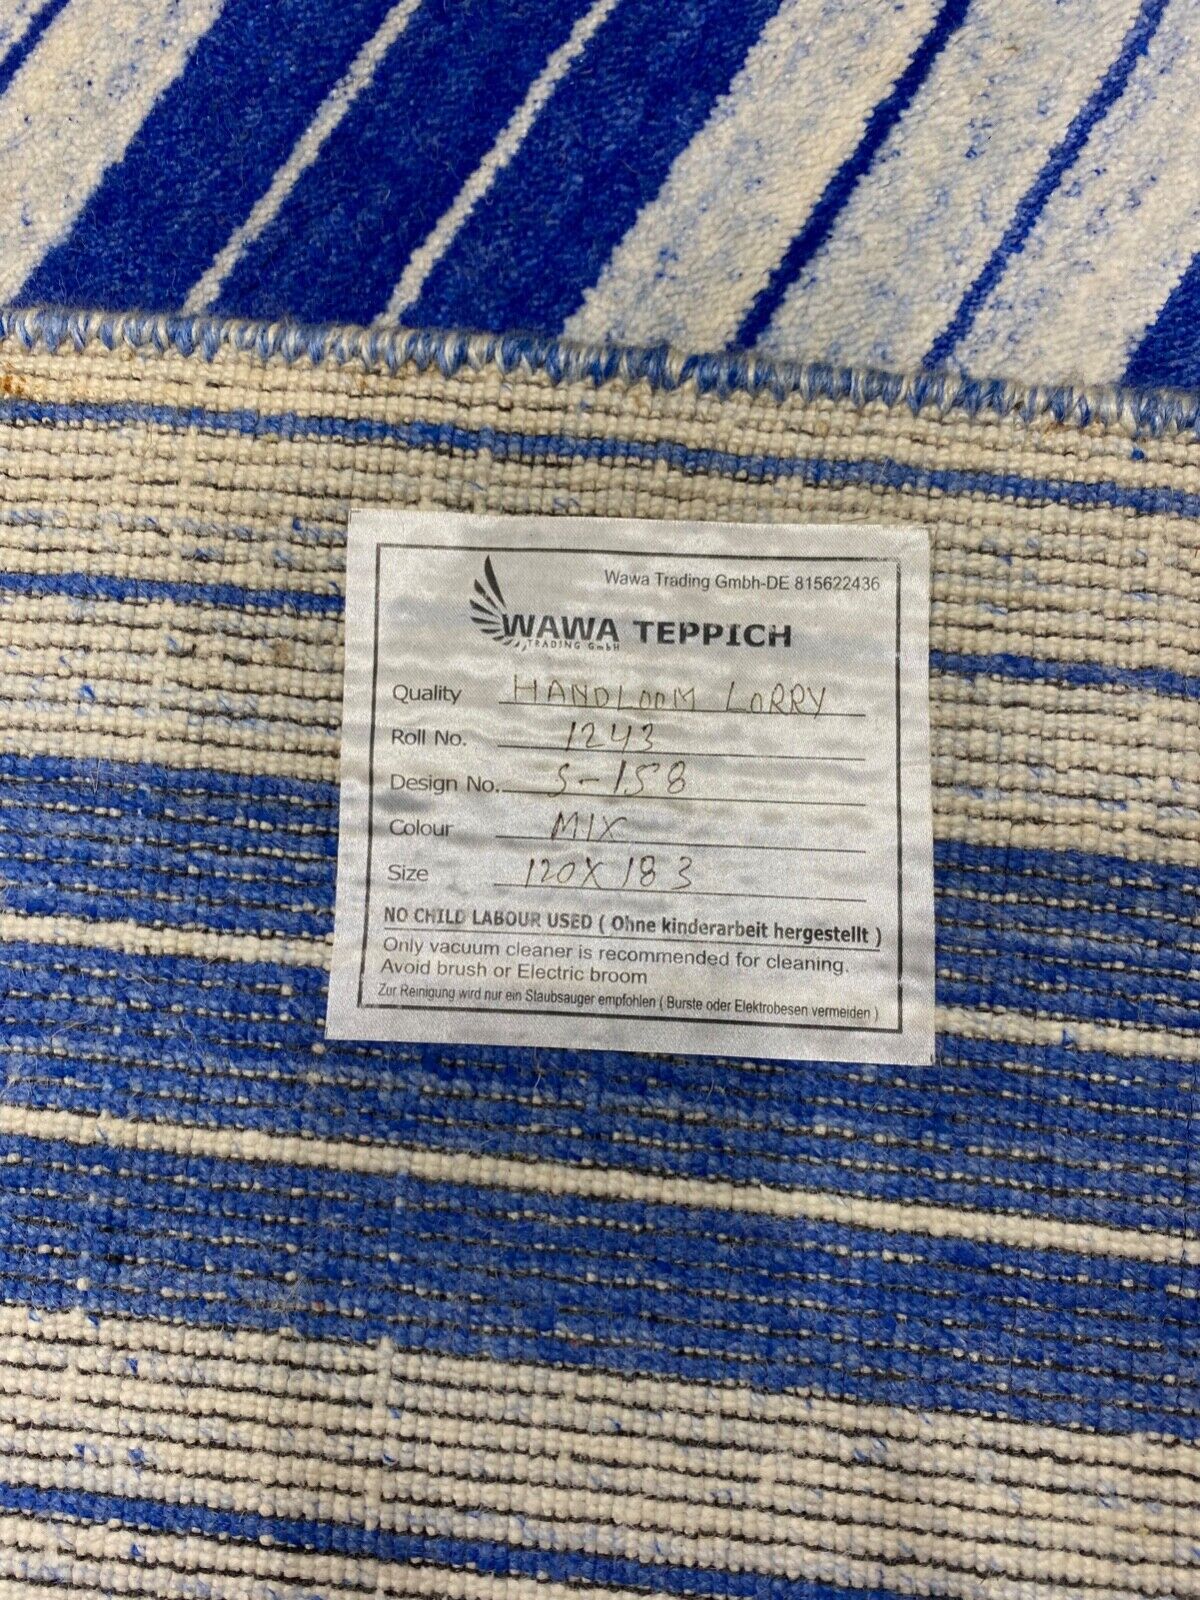 Wawa Trading Gmbh-DE 815622436
WAWA TEPPICH
TRADING GmbH
Quality HANDLOOM LORRY
Roll No. 1243
Design No. S-158
Colour MIX
Size 120X183
NO CHILD LABOUR USED ( Ohne kinderarbeit hergestellt )
Only vacuum cleaner is recommended for cleaning.
Avoid brush or Electric broom
Zur Reinigung wird nur ein Staubsauger empfohlen ( Burste oder Elektrobesen vermeiden )